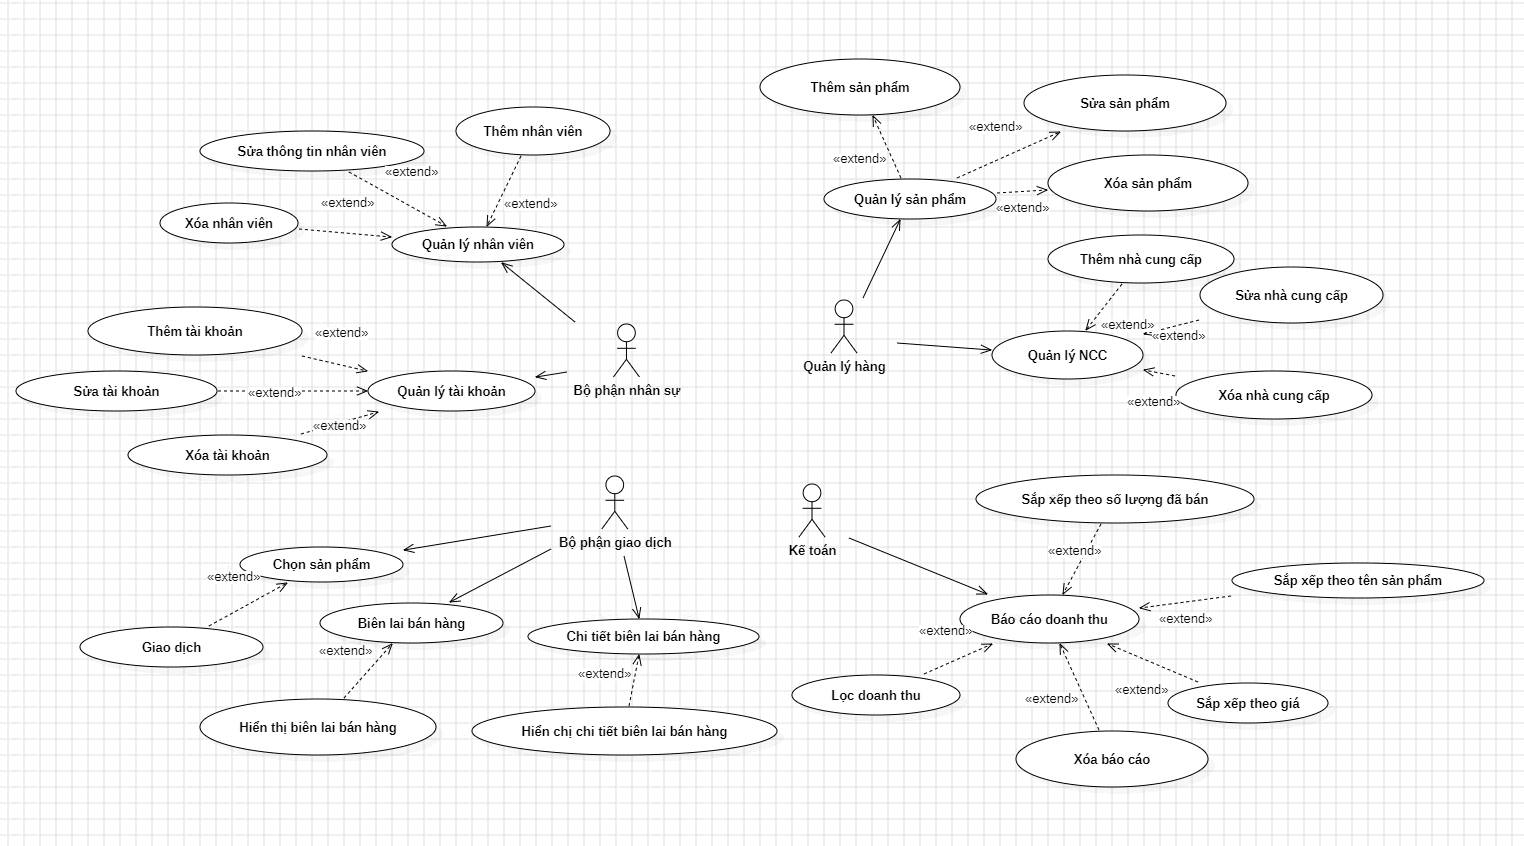 Thêm nhân viên
Sửa thông tin nhân viên
«extend»
«extend»
«extend»
Xóa nhân viên
Quản lý nhân viên
Thêm tài khoản
«extend»
Sửa tài khoản
«extend»
Quản lý tài khoản
Bộ phận nhân sự
«extend»
Xóa tài khoản
Thêm sản phẩm
Sửa sản phẩm
«extend»
«extend»
Xóa sản phẩm
Quản lý sản phẩm
«extend»
Thêm nhà cung cấp
Sửa nhà cung cấp
«extend»
«extend»
Quản lý NCC
Quản lý hàng
Xóa nhà cung cấp
«extend»
Bộ phận giao dịch
Chọn sản phẩm
«extend»
Biên lai bán hàng
Chi tiết biên lai bán hàng
Giao dịch
«extend»
«extend»
Hiển thị biên lai bán hàng
Hiển chị chi tiết biên lai bán hàng
Sắp xếp theo số lượng đã bán
Kế toán
«extend»
Sắp xếp theo tên sản phẩm
Báo cáo doanh thu
«extend»
«extend»
Lọc doanh thu
«extend»
«extend»
Sắp xếp theo giá
Xóa báo cáo